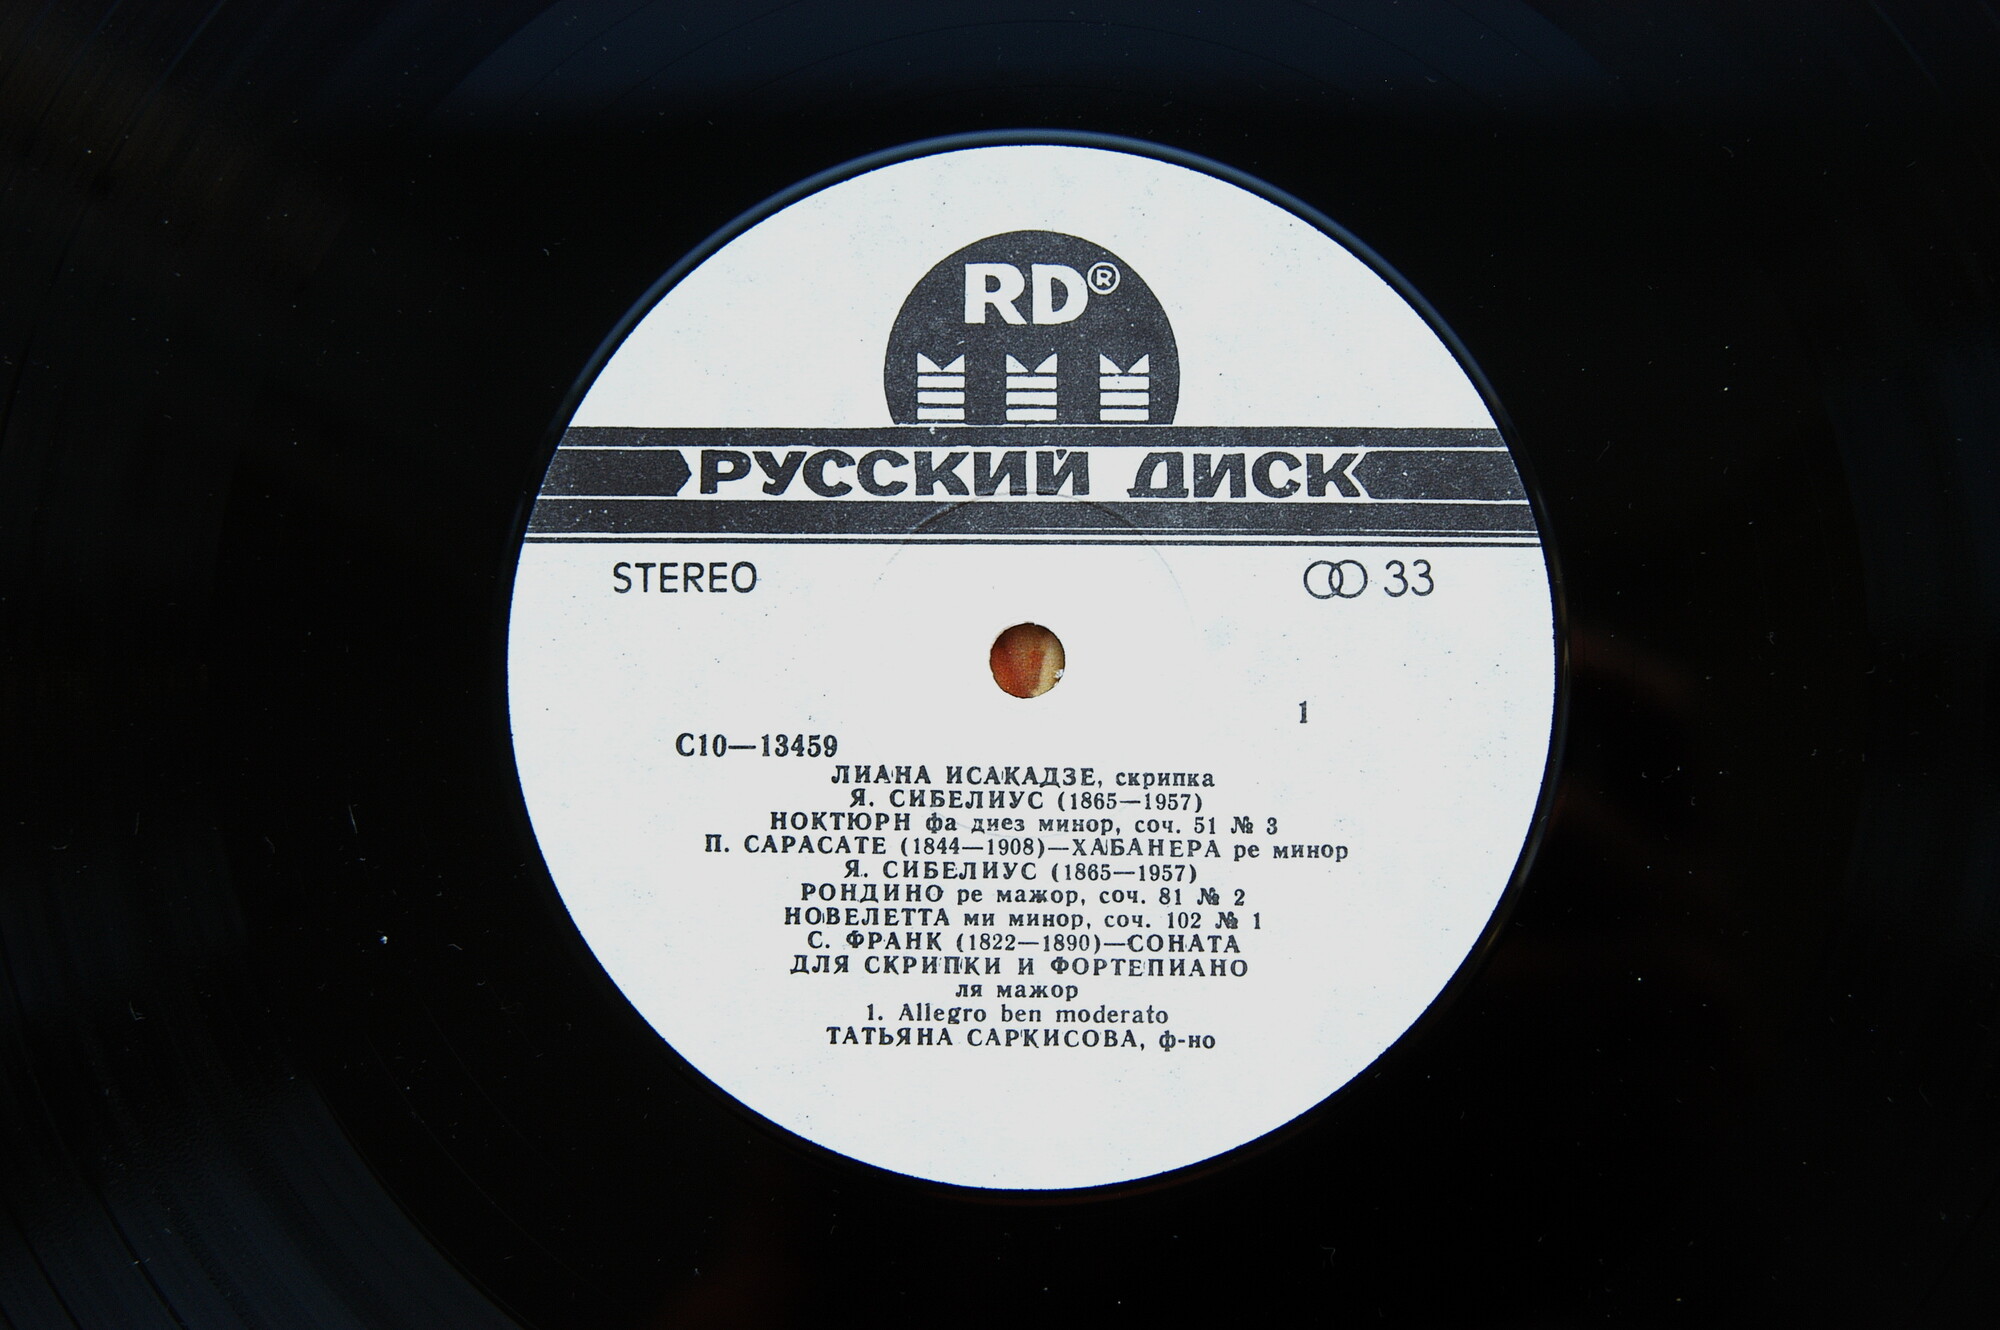 RD®
РУССКИЙ ДИСК
STEREO 33
1
С10—13459
ЛИАНА ИСАКАДЗЕ, скрипка
Я. СИБЕЛИУС (1865—1957)
НОКТЮРН фа диез минор, соч. 51 № 3
П. САРАСАТЕ (1844—1908)—ХАБАНЕРА ре минор
Я. СИБЕЛИУС (1865—1957)
РОНДИНО ре мажор, соч. 81 № 2
НОВЕЛЕТТА ми минор, соч. 102 № 1
С. ФРАНК (1822—1890)—СОНАТА
ДЛЯ СКРИПКИ И ФОРТЕПИАНО
ля мажор
1. Allegro ben moderato
ТАТЬЯНА САРКИСОВА, ф-но